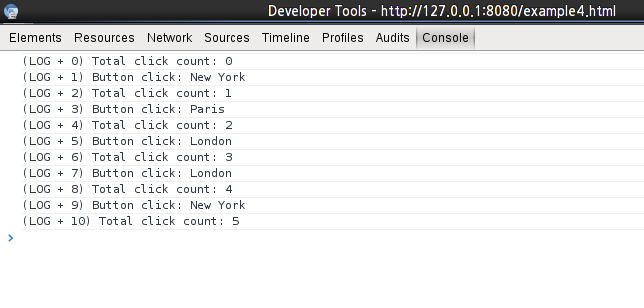 Developer Tools - http://127.0.0.1:8080/example4.html
Elements Resources Network Sources Timeline Profiles Audits Console
(LOG + 0) Total click count: 0
(LOG + 1) Button click: New York
(LOG + 2) Total click count: 1
(LOG + 3) Button click: Paris
(LOG + 4) Total click count: 2
(LOG + 5) Button click: London
(LOG + 6) Total click count: 3
(LOG + 7) Button click: London
(LOG + 8) Total click count: 4
(LOG + 9) Button click: New York
(LOG + 10) Total click count: 5
>